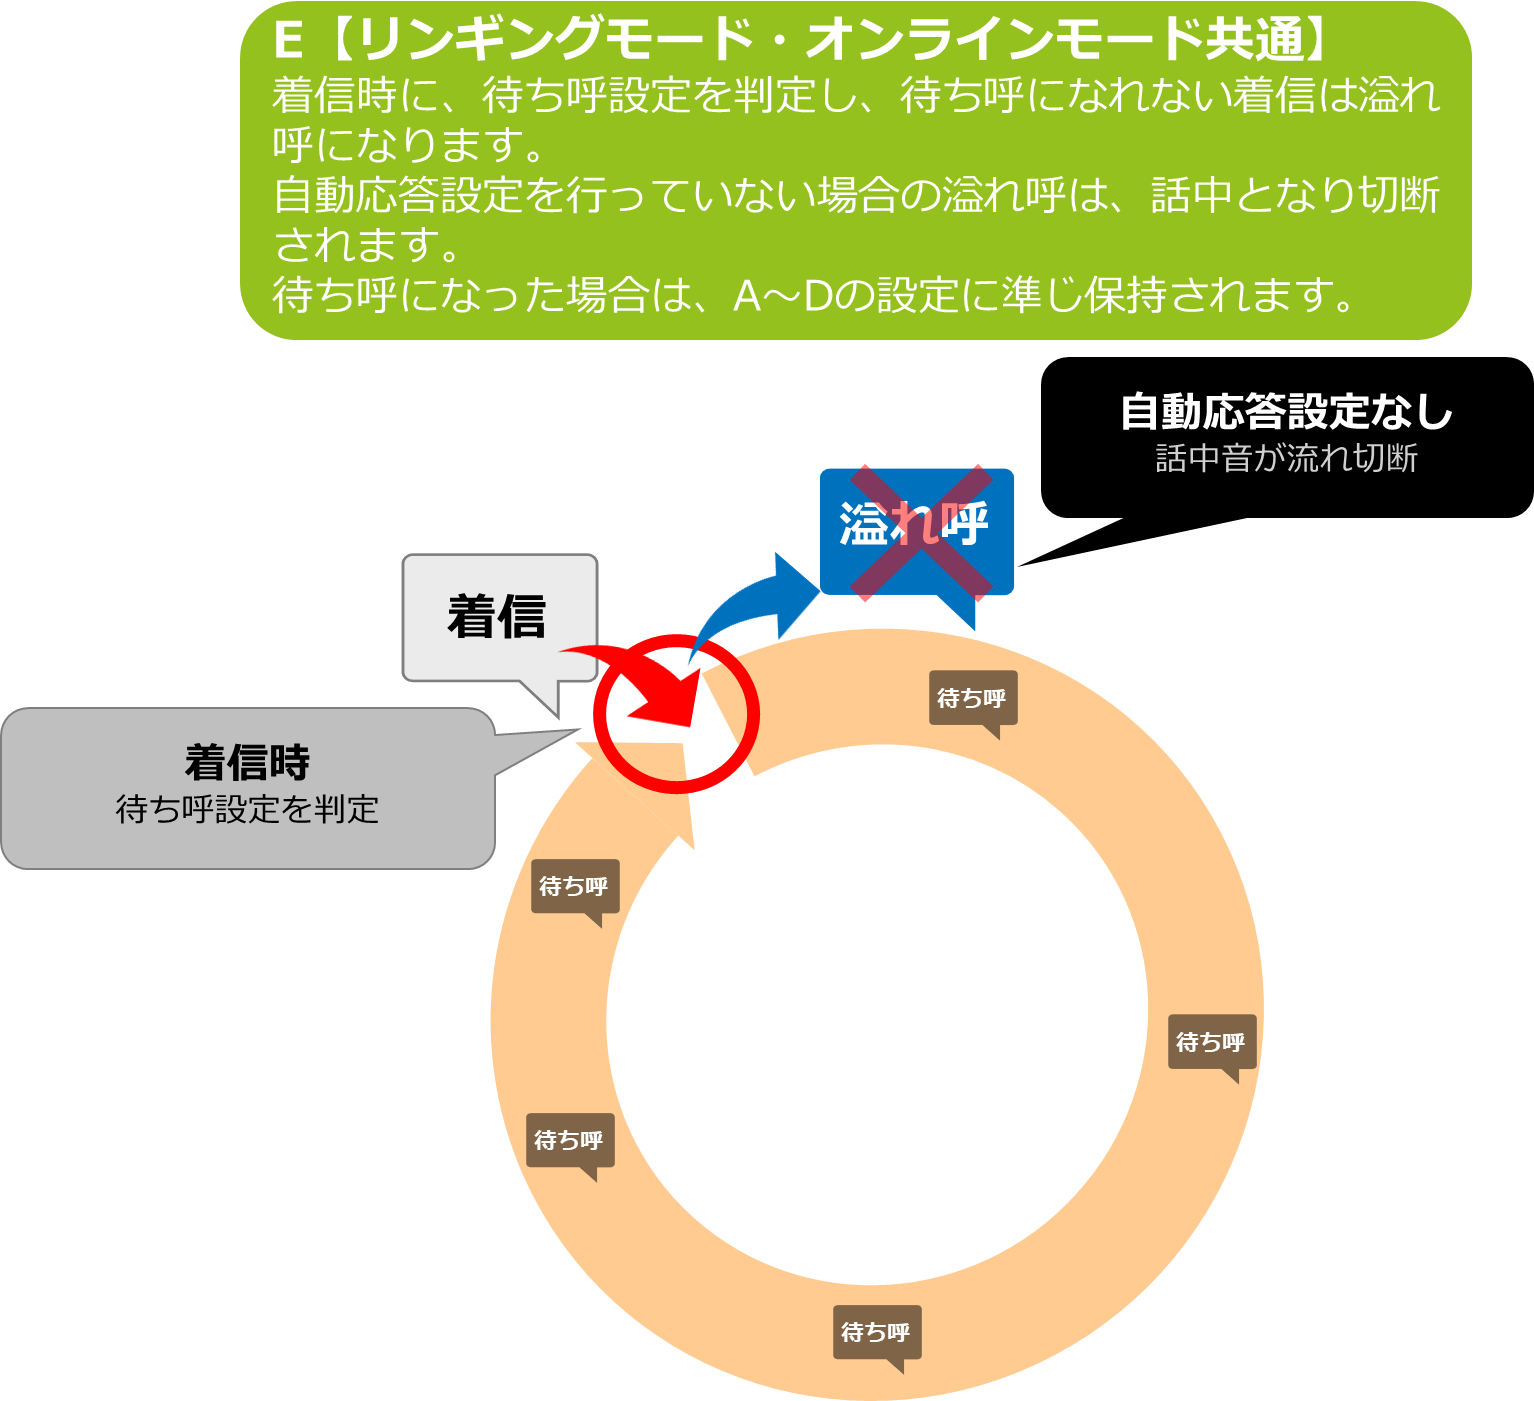 E【リンギングモード・オンラインモード共通】
着信時に、待ち呼設定を判定し、待ち呼になれない着信は溢れ
呼になります。
自動応答設定を行っていない場合の溢れ呼は、話中となり切断
されます。
待ち呼になった場合は、A～Dの設定に準じ保持されます。
自動応答設定なし
話中音が流れ切断
溢れ呼
着信
着信時
待ち呼設定を判定
待ち呼
待ち呼
待ち呼
待ち呼
待ち呼